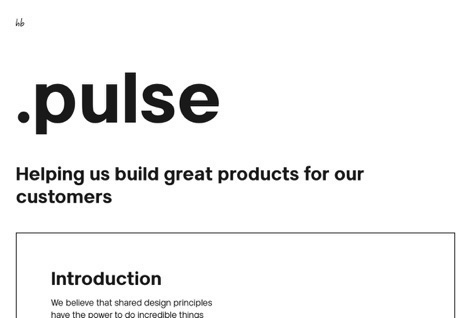 hb
.pulse
Helping us build great products for our
customers
Introduction
We believe that shared design principles
have the power to do incredible things